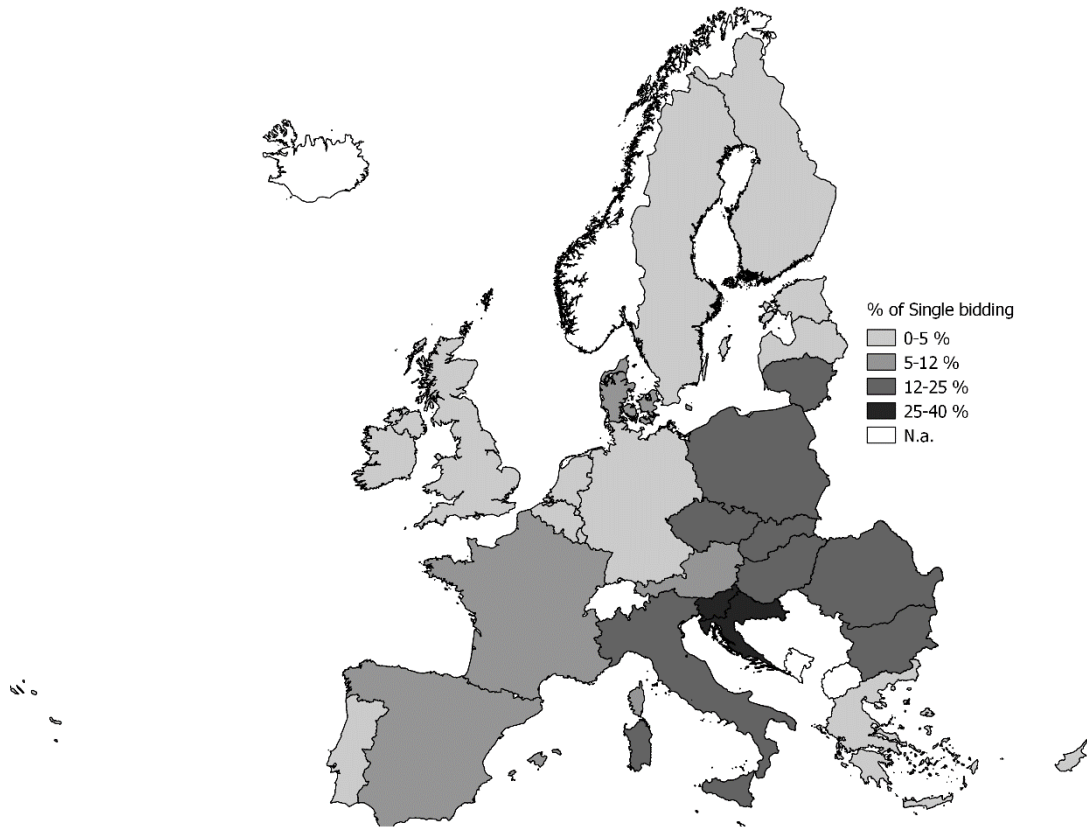 % of Single bidding
0-5 %
5-12 %
12-25 %
25-40 %
N.a.